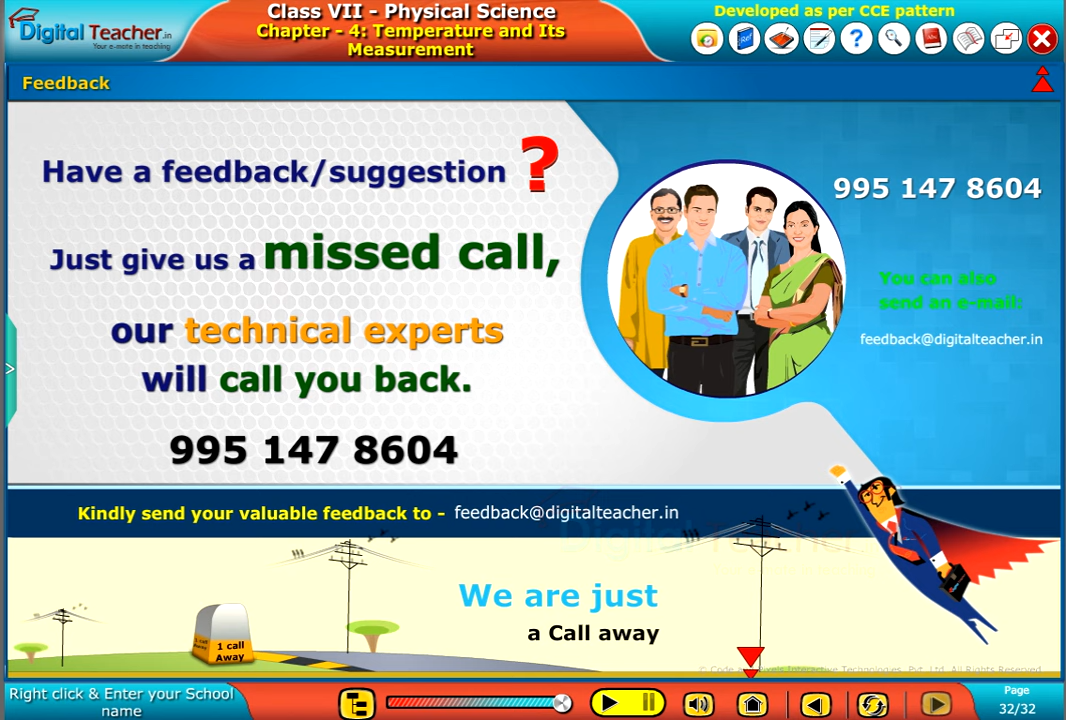 Digital Teacher.in
Your e-mate in teaching
Class VII - Physical Science
Chapter - 4: Temperature and Its
Measurement
Developed as per CCE pattern
Feedback
Have a feedback/suggestion ?
Just give us a missed call,
our technical experts
will call you back.
995 147 8604
995 147 8604
You can also
send an e-mail:
feedback@digitalteacher.in
Kindly send your valuable feedback to - feedback@digitalteacher.in
We are just
a Call away
1 call
Away
Right click & Enter your School
name
Page
32/32